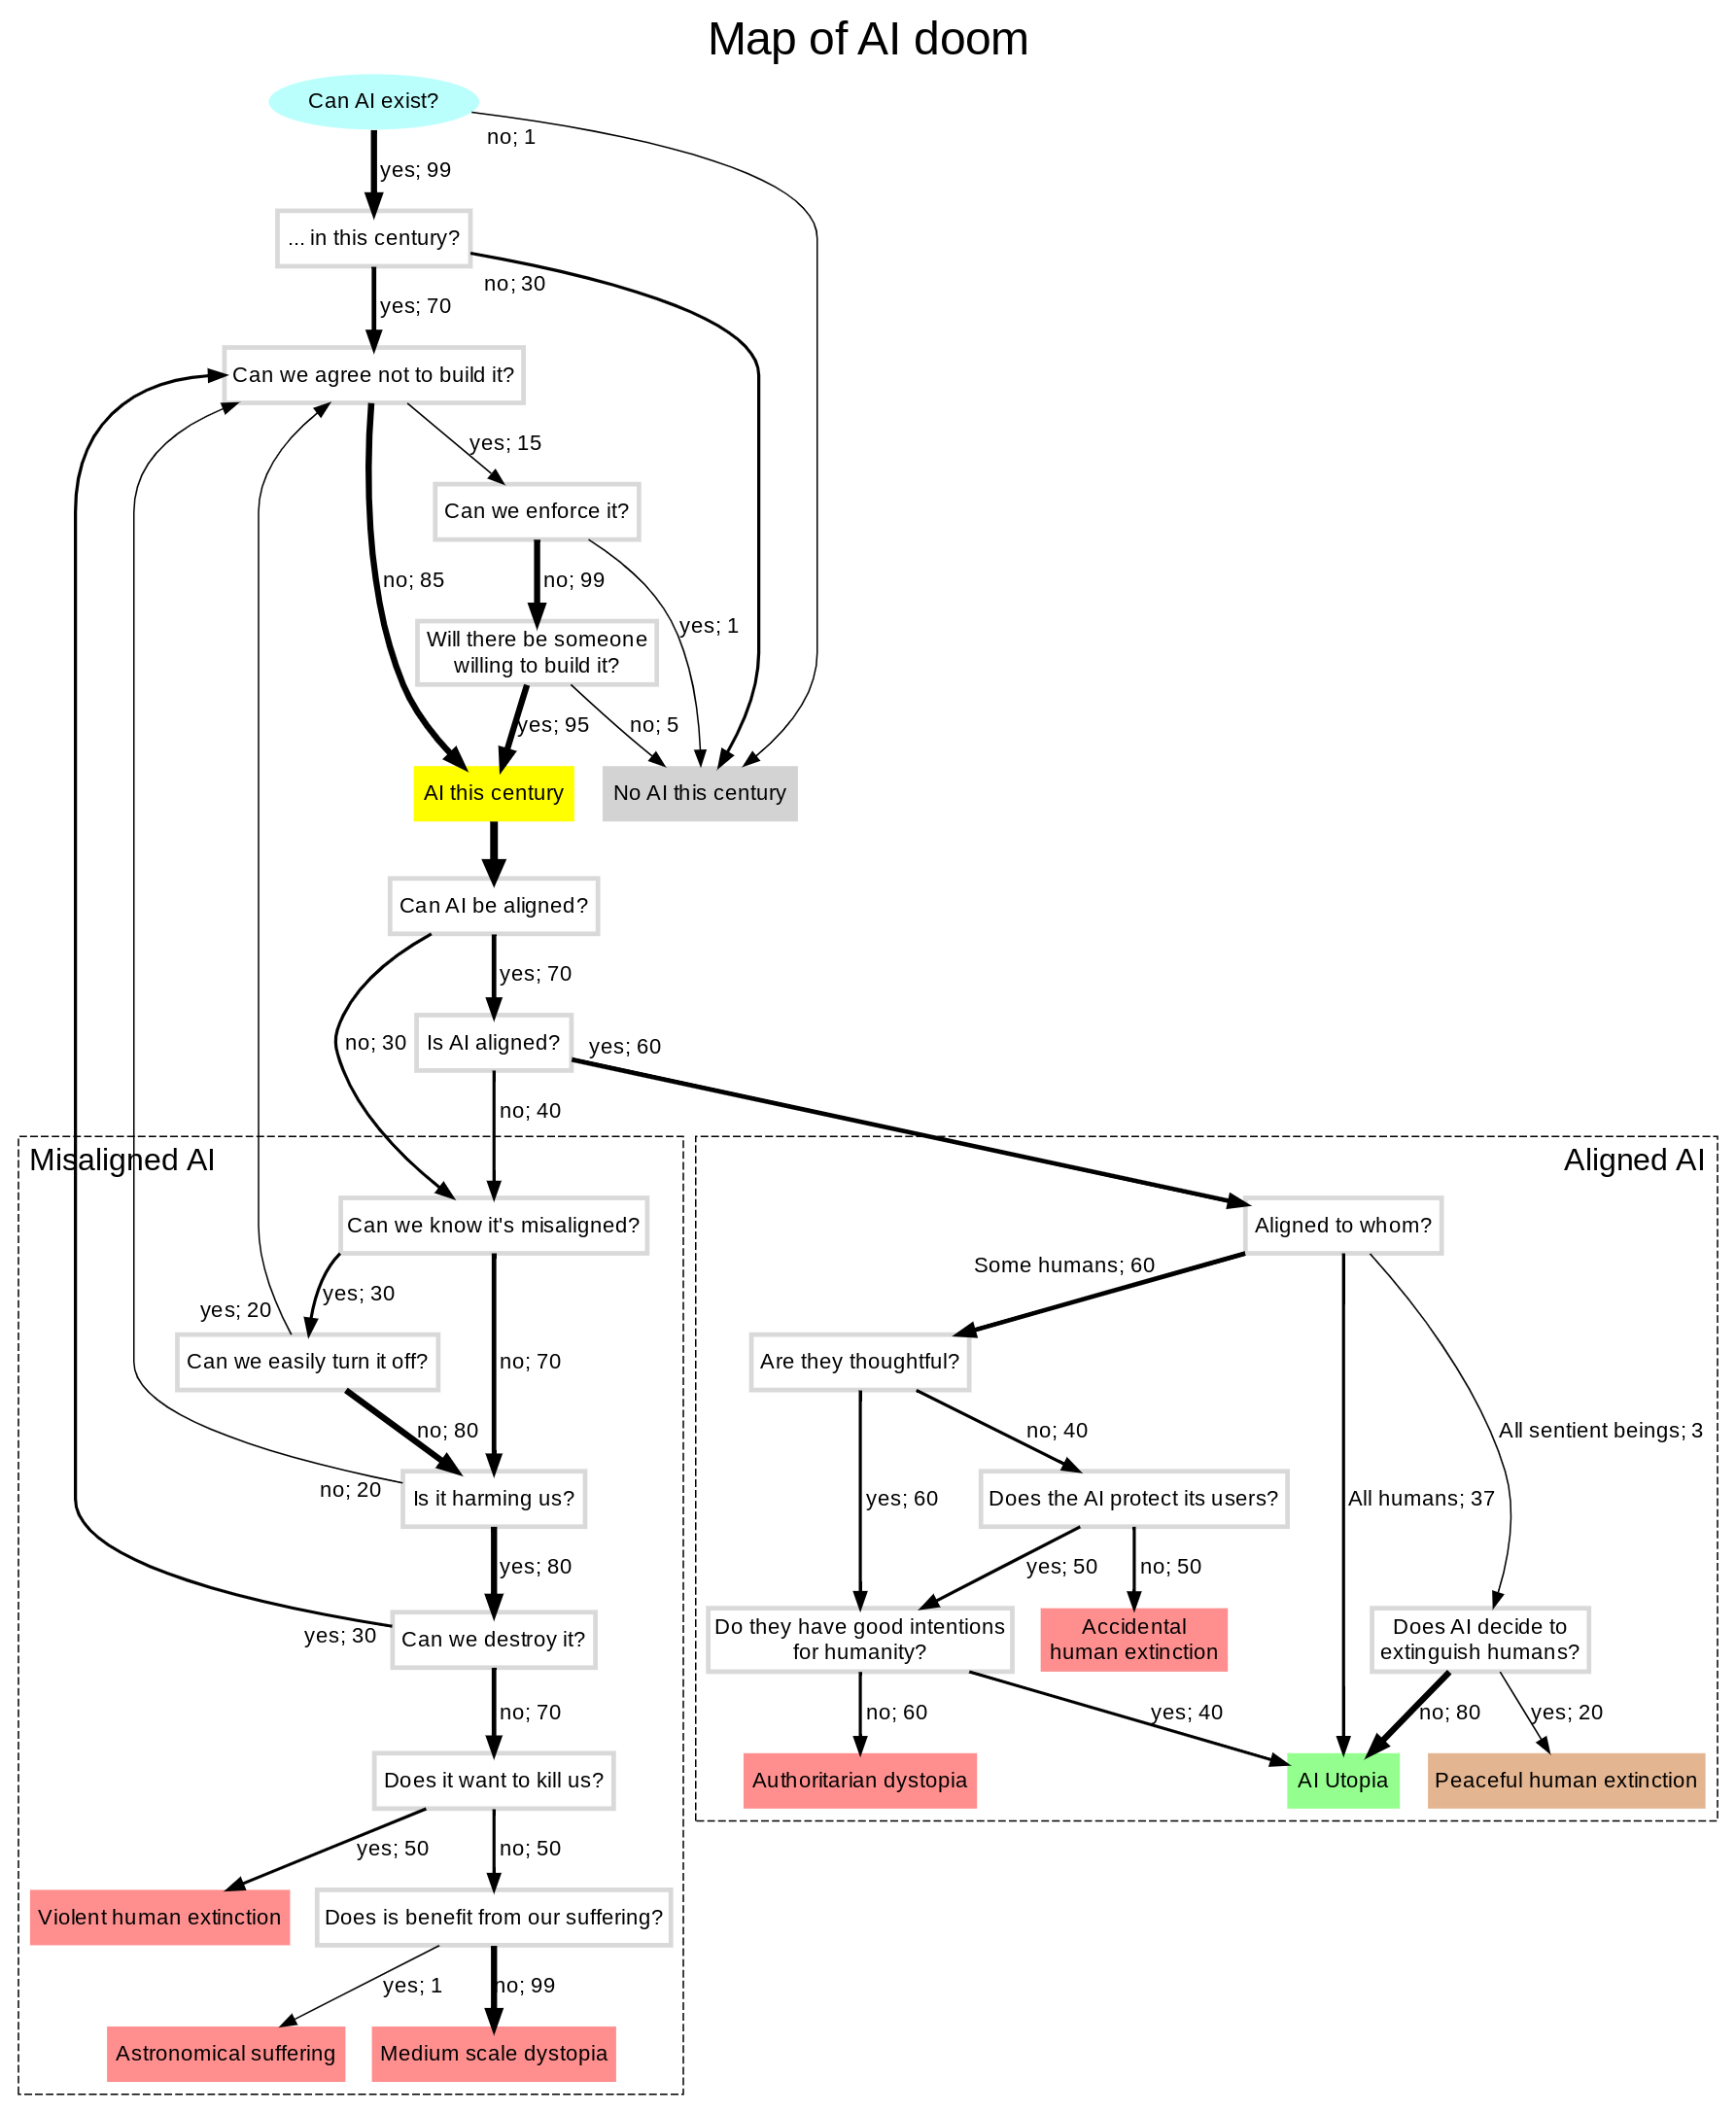 Map of AI doom
Can AI exist?
no; 1
yes; 99
... in this century?
no; 30
yes; 70
Can we agree not to build it?
yes; 15
Can we enforce it?
no; 85
no; 99
yes; 1
Will there be someone
willing to build it?
yes; 95
no; 5
AI this century
No AI this century
Can AI be aligned?
yes; 70
no; 30
Is AI aligned?
yes; 60
no; 40
Misaligned AI
Aligned AI
Can we know it's misaligned?
Aligned to whom?
Some humans; 60
yes; 20
yes; 30
Can we easily turn it off?
no; 70
Are they thoughtful?
no; 80
no; 40
All sentient beings; 3
no; 20
Is it harming us?
yes; 60
Does the AI protect its users?
All humans; 37
yes; 80
yes; 50
no; 50
yes; 30
Can we destroy it?
Do they have good intentions
for humanity?
Accidental
human extinction
Does AI decide to
extinguish humans?
no; 70
no; 60
yes; 40
no; 80
yes; 20
Does it want to kill us?
Authoritarian dystopia
AI Utopia
Peaceful human extinction
yes; 50
no; 50
Violent human extinction
Does is benefit from our suffering?
yes; 1
no; 99
Astronomical suffering
Medium scale dystopia